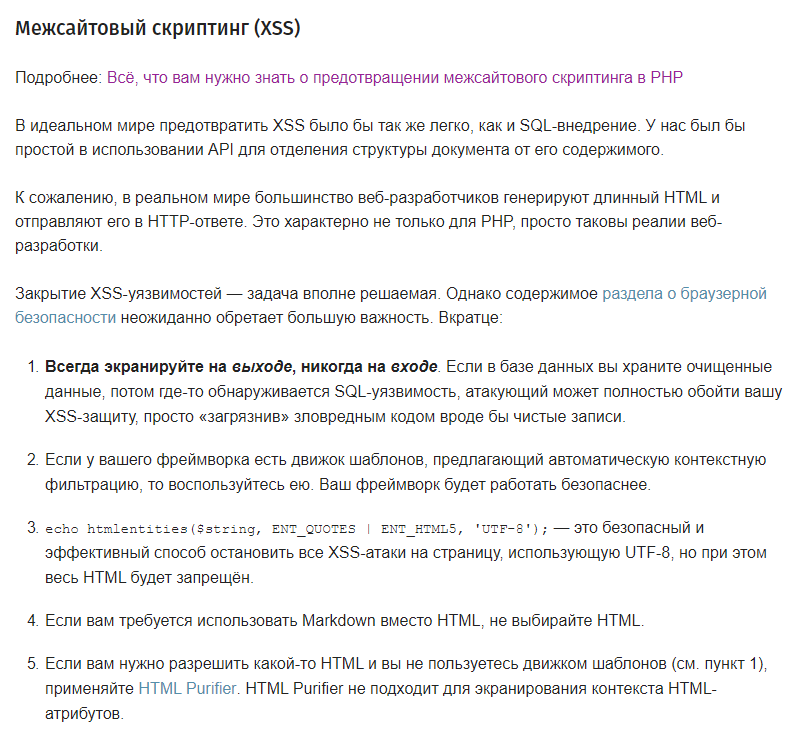 Межсайтовый скриптинг (XSS)
Подробнее: Всё, что вам нужно знать о предотвращении межсайтового скриптинга в PHP
В идеальном мире предотвратить XSS было бы так же легко, как и SQL-внедрение. У нас был бы
простой в использовании API для отделения структуры документа от его содержимого.
К сожалению, в реальном мире большинство веб-разработчиков генерируют длинный HTML и
отправляют его в HTTP-ответе. Это характерно не только для PHP, просто таковы реалии веб-
разработки.
Закрытие XSS-уязвимостей — задача вполне решаемая. Однако содержимое раздела о браузерной
безопасности неожиданно обретает большую важность. Вкратце:
1. Всегда экранируйте на выходе, никогда на входе. Если в базе данных вы храните очищенные
данные, потом где-то обнаруживается SQL-уязвимость, атакующий может полностью обойти вашу
XSS-защиту, просто «загрязнив» зловредным кодом вроде бы чистые записи.
2. Если у вашего фреймворка есть движок шаблонов, предлагающий автоматическую контекстную
фильтрацию, то воспользуйтесь ею. Ваш фреймворк будет работать безопаснее.
3. echo htmlentities($string, ENT_QUOTES | ENT_HTML5, 'UTF-8'); — это безопасный и
эффективный способ остановить все XSS-атаки на страницу, использующую UTF-8, но при этом
весь HTML будет запрещён.
4. Если вам требуется использовать Markdown вместо HTML, не выбирайте HTML.
5. Если вам нужно разрешить какой-то HTML и вы не пользуетесь движком шаблонов (см. пункт 1),
применяйте HTML Purifier. HTML Purifier не подходит для экранирования контекста HTML-
атрибутов.